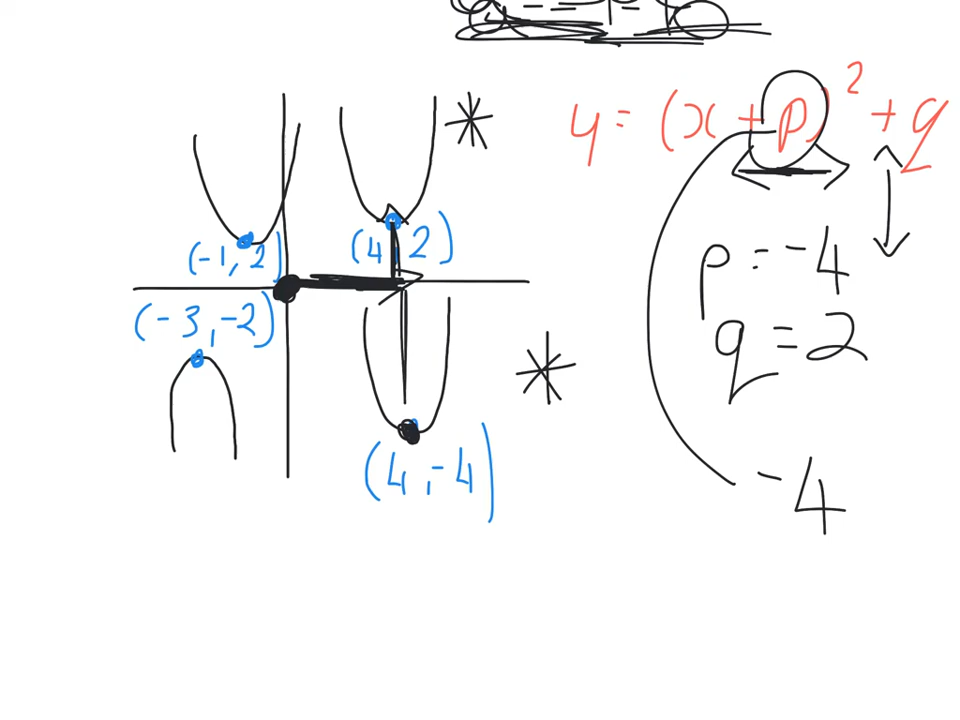 y = (x + p)² + q
(-1, 2)
(4, 2)
p = -4
(-3, -2)
q = 2
(4, -4)
-4